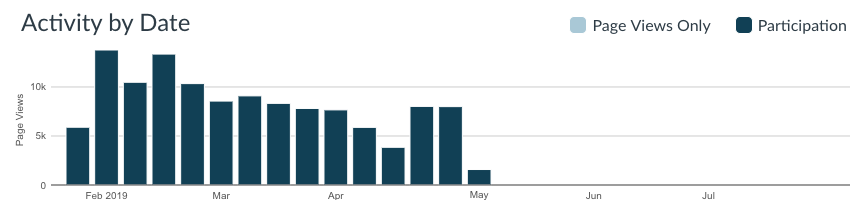 Activity by Date
Page Views Only
Participation
Page Views
10k
5k
0
Feb 2019
Mar
Apr
May
Jun
Jul